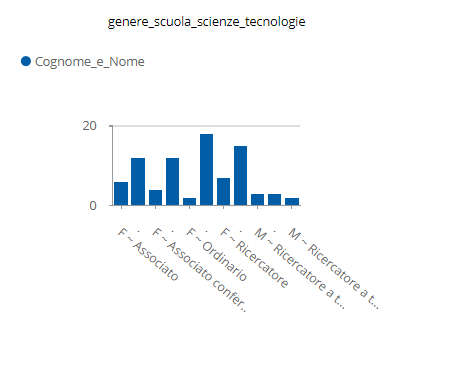 genere_scuola_scienze_tecnologie
Cognome_e_Nome
20
0
F ~ Associato
.
F ~ Associato confer..
.
F ~ Ordinario
.
F ~ Ricercatore
.
M ~ Ricercatore a t...
.
M ~ Ricercatore a t...